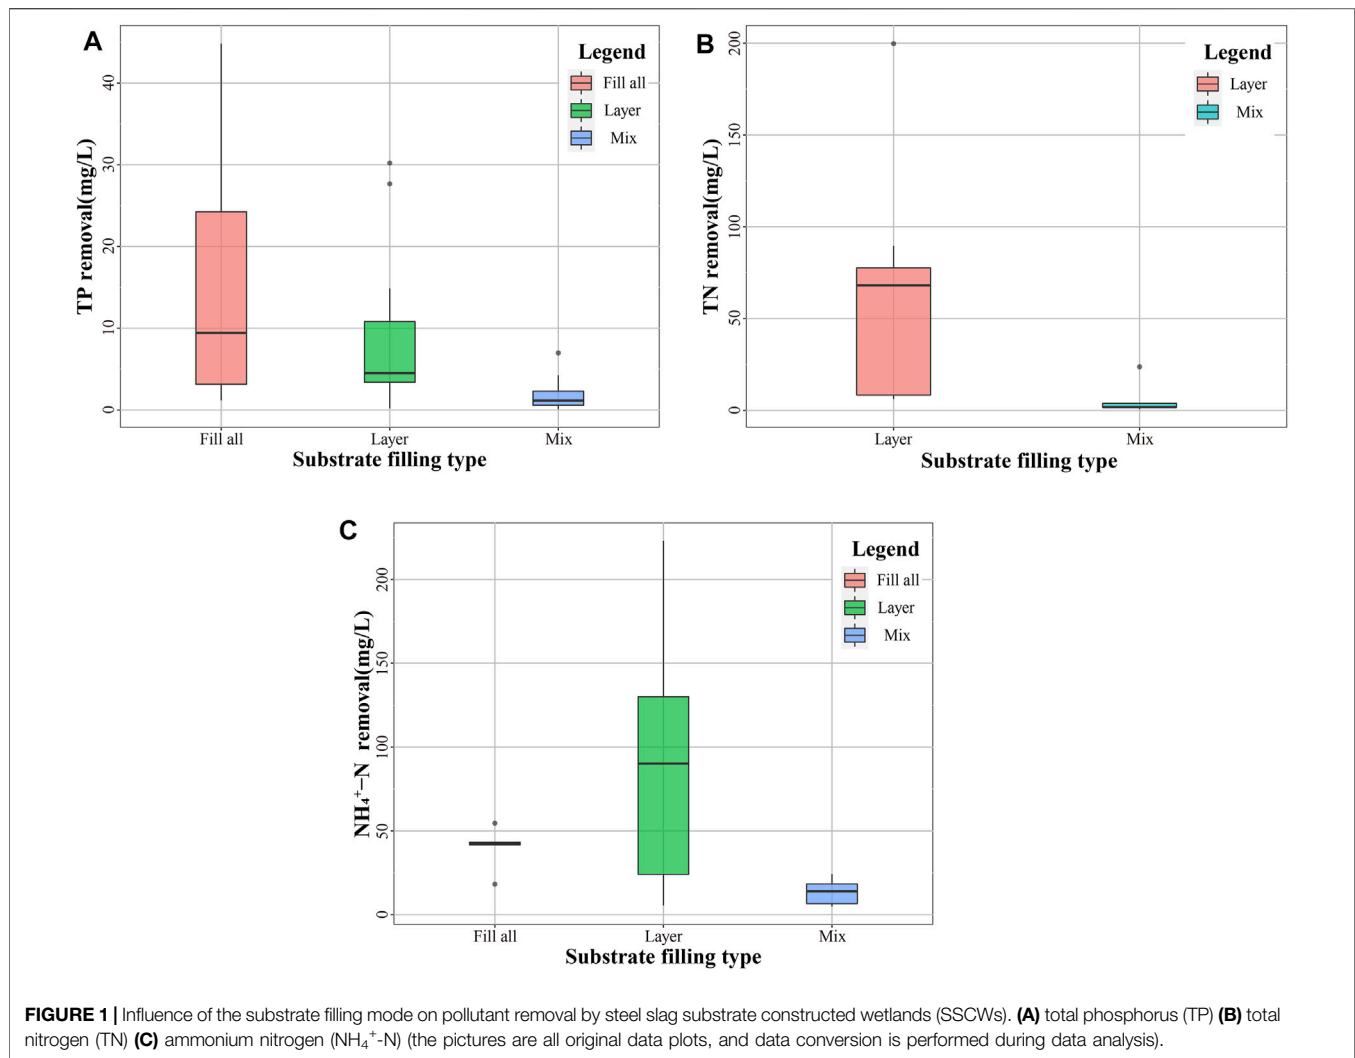 A
Legend
Fill all
Layer
Mix
40
30
20
10
0
TP removal(mg/L)
Fill all Layer Mix
Substrate filling type
B
Legend
Layer
Mix
200
150
100
50
0
TN removal(mg/L)
Layer Mix
Substrate filling type
C
Legend
Fill all
Layer
Mix
200
150
100
50
0
NH₄⁺–N removal(mg/L)
Fill all Layer Mix
Substrate filling type
FIGURE 1 | Influence of the substrate filling mode on pollutant removal by steel slag substrate constructed wetlands (SSCWs). (A) total phosphorus (TP) (B) total
nitrogen (TN) (C) ammonium nitrogen (NH₄⁺-N) (the pictures are all original data plots, and data conversion is performed during data analysis).